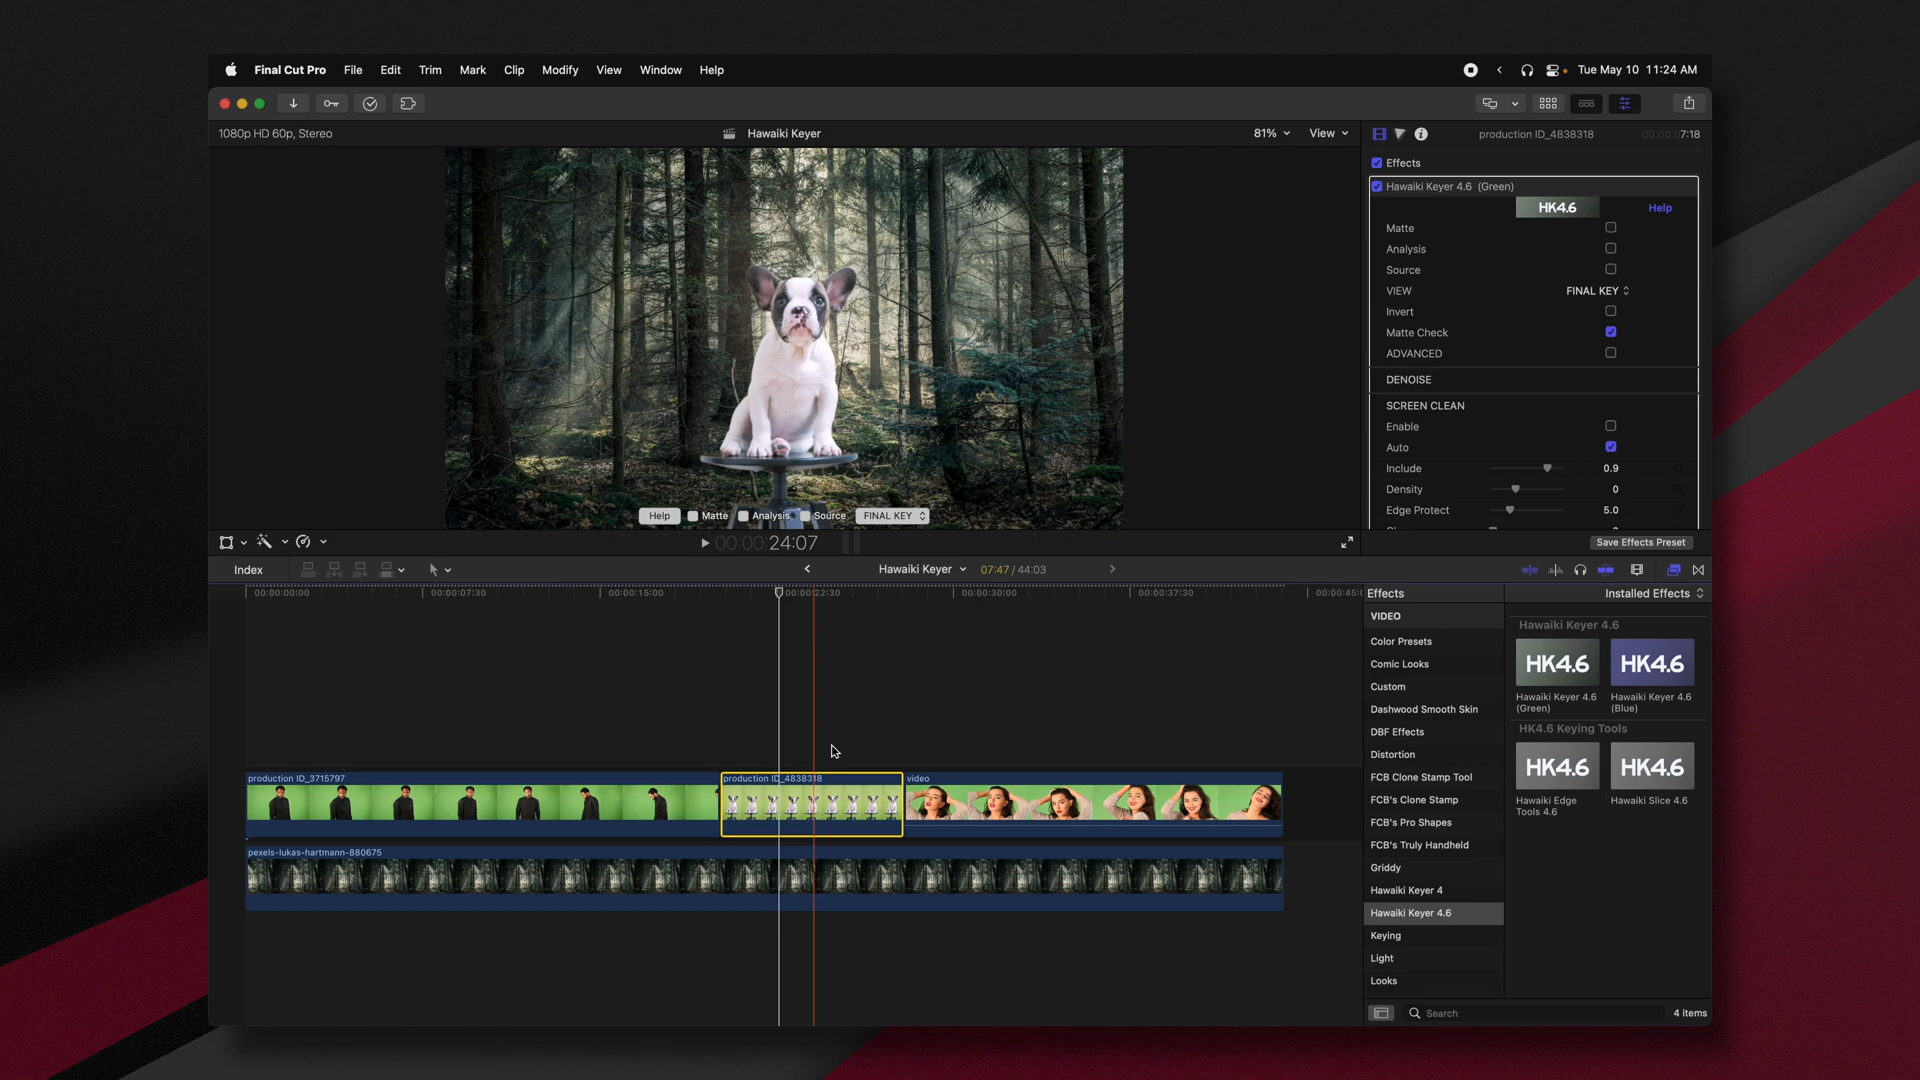 Final Cut Pro File Edit Trim Mark Clip Modify View Window Help
Tue May 10 11:24 AM
1080p HD 60p, Stereo
Hawaiki Keyer
81%
View
production ID_4838318
00:00:07:18
Effects
Hawaiki Keyer 4.6 (Green)
HK4.6
Help
Matte
Analysis
Source
VIEW FINAL KEY
Invert
Matte Check
ADVANCED
DENOISE
SCREEN CLEAN
Enable
Auto
Include 0.9
Density 0
Edge Protect 5.0
Help Matte Analysis Source FINAL KEY
00:00:24:07
Save Effects Preset
Index
Hawaiki Keyer
07:47 / 44:03
00:00:00:00 00:00:07:30 00:00:15:00 00:00:22:30 00:00:30:00 00:00:37:30 00:00:45:0
production ID_3715797
production ID_4838318
video
pexels-lukas-hartmann-880675
Effects
Installed Effects
VIDEO
Color Presets
Comic Looks
Custom
Dashwood Smooth Skin
DBF Effects
Distortion
FCB Clone Stamp Tool
FCB's Clone Stamp
FCB's Pro Shapes
FCB's Truly Handheld
Griddy
Hawaiki Keyer 4
Hawaiki Keyer 4.6
Keying
Light
Looks
Hawaiki Keyer 4.6
HK4.6
HK4.6
Hawaiki Keyer 4.6
(Green)
Hawaiki Keyer 4.6
(Blue)
HK4.6 Keying Tools
HK4.6
HK4.6
Hawaiki Edge
Tools 4.6
Hawaiki Slice 4.6
Search
4 items